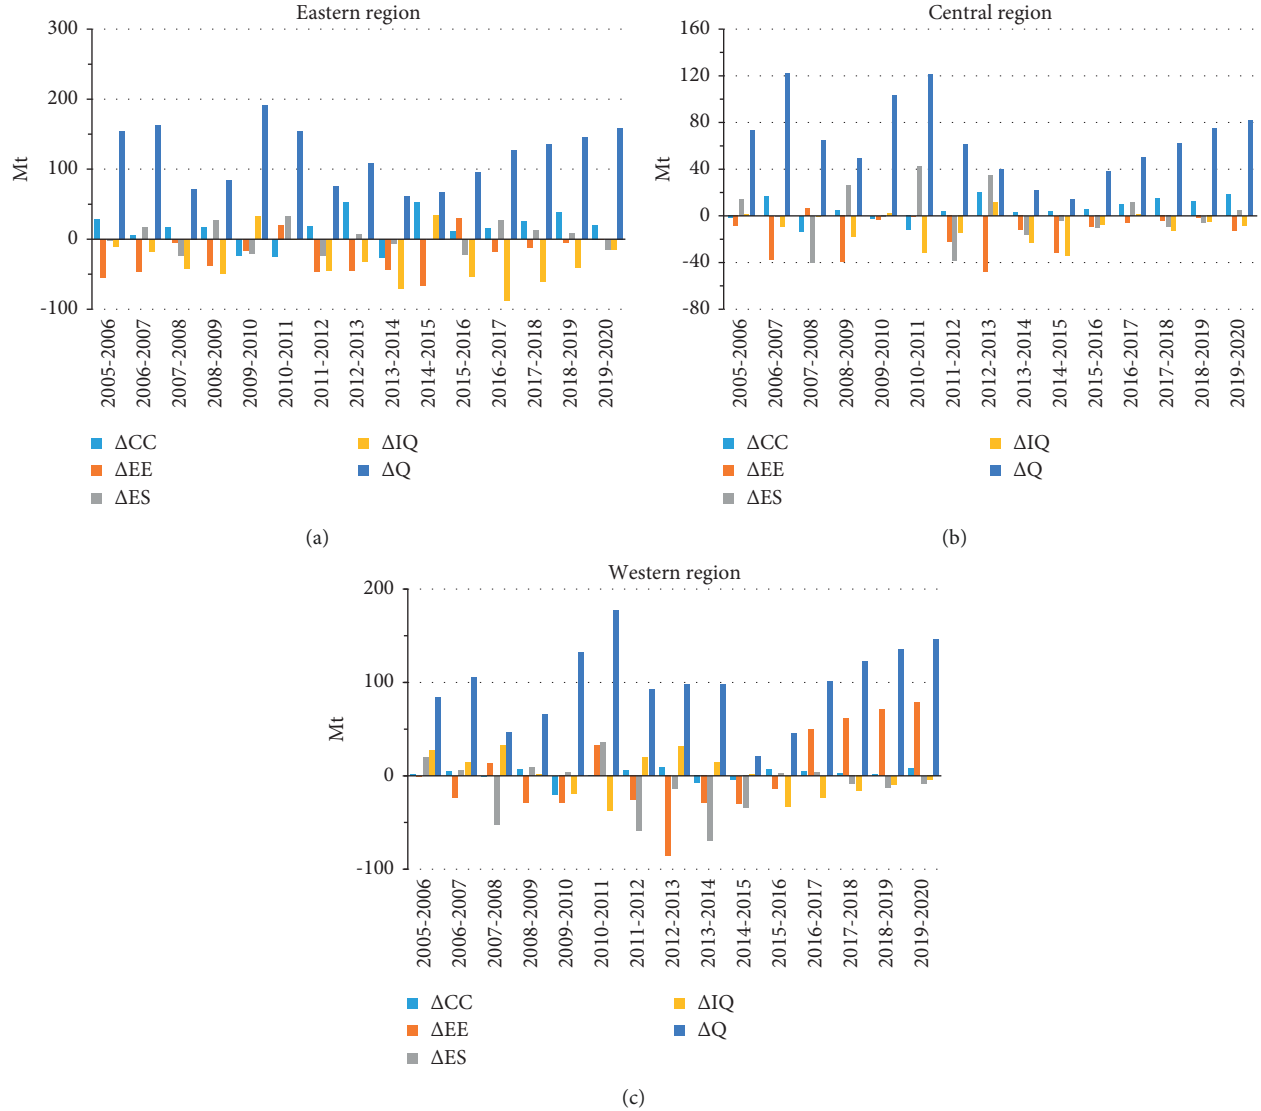 Eastern region
Mt
300
200
100
0
-100
2005-2006
2006-2007
2007-2008
2008-2009
2009-2010
2010-2011
2011-2012
2012-2013
2013-2014
2014-2015
2015-2016
2016-2017
2017-2018
2018-2019
2019-2020
ΔCC
ΔEE
ΔES
ΔIQ
ΔQ
(a)
Central region
Mt
160
120
80
40
0
-40
-80
2005-2006
2006-2007
2007-2008
2008-2009
2009-2010
2010-2011
2011-2012
2012-2013
2013-2014
2014-2015
2015-2016
2016-2017
2017-2018
2018-2019
2019-2020
ΔCC
ΔEE
ΔES
ΔIQ
ΔQ
(b)
Western region
Mt
200
100
0
-100
2005-2006
2006-2007
2007-2008
2008-2009
2009-2010
2010-2011
2011-2012
2012-2013
2013-2014
2014-2015
2015-2016
2016-2017
2017-2018
2018-2019
2019-2020
ΔCC
ΔEE
ΔES
ΔIQ
ΔQ
(c)